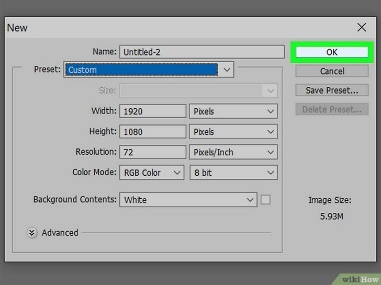 New
Name: Untitled-2
OK
Preset: Custom
Cancel
Size:
Save Preset...
Width: 1920 Pixels
Delete Preset...
Height: 1080 Pixels
Resolution: 72 Pixels/Inch
Color Mode: RGB Color 8 bit
Background Contents: White
Image Size:
5.93M
Advanced
wikiHow